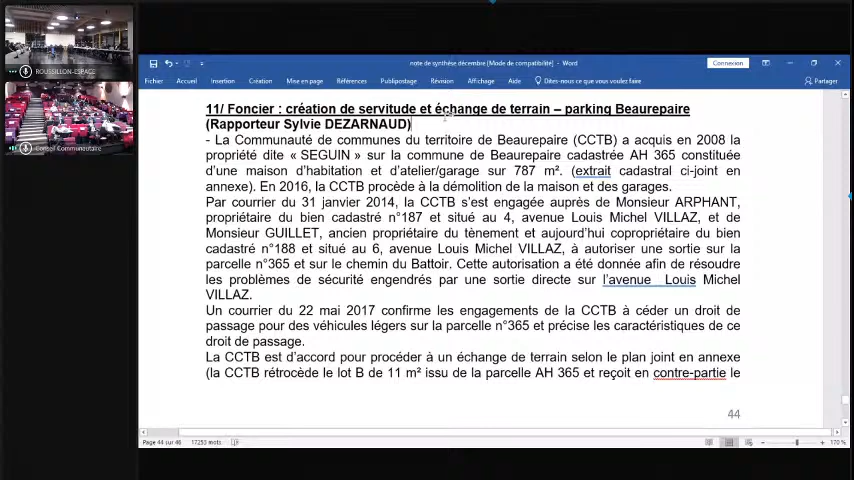 note de synthèse décembre [Mode de compatibilité] - Word
Connexion
Fichier Accueil Insertion Création Mise en page Références Publipostage Révision Affichage Aide Dites-nous ce que vous voulez faire Partager
ROUSSILLON-ESPACE
Conseil Communautaire
11/ Foncier : création de servitude et échange de terrain – parking Beaurepaire
(Rapporteur Sylvie DEZARNAUD)
- La Communauté de communes du territoire de Beaurepaire (CCTB) a acquis en 2008 la
propriété dite « SEGUIN » sur la commune de Beaurepaire cadastrée AH 365 constituée
d'une maison d'habitation et d'atelier/garage sur 787 m². (extrait cadastral ci-joint en
annexe). En 2016, la CCTB procède à la démolition de la maison et des garages.
Par courrier du 31 janvier 2014, la CCTB s'est engagée auprès de Monsieur ARPHANT,
propriétaire du bien cadastré n°187 et situé au 4, avenue Louis Michel VILLAZ, et de
Monsieur GUILLET, ancien propriétaire du tènement et aujourd'hui copropriétaire du bien
cadastré n°188 et situé au 6, avenue Louis Michel VILLAZ, à autoriser une sortie sur la
parcelle n°365 et sur le chemin du Battoir. Cette autorisation a été donnée afin de résoudre
les problèmes de sécurité engendrés par une sortie directe sur l'avenue Louis Michel
VILLAZ.
Un courrier du 22 mai 2017 confirme les engagements de la CCTB à céder un droit de
passage pour des véhicules légers sur la parcelle n°365 et précise les caractéristiques de ce
droit de passage.
La CCTB est d'accord pour procéder à un échange de terrain selon le plan joint en annexe
(la CCTB rétrocède le lot B de 11 m² issu de la parcelle AH 365 et reçoit en contre-partie le
44
Page 44 sur 46 17253 mots 170 %